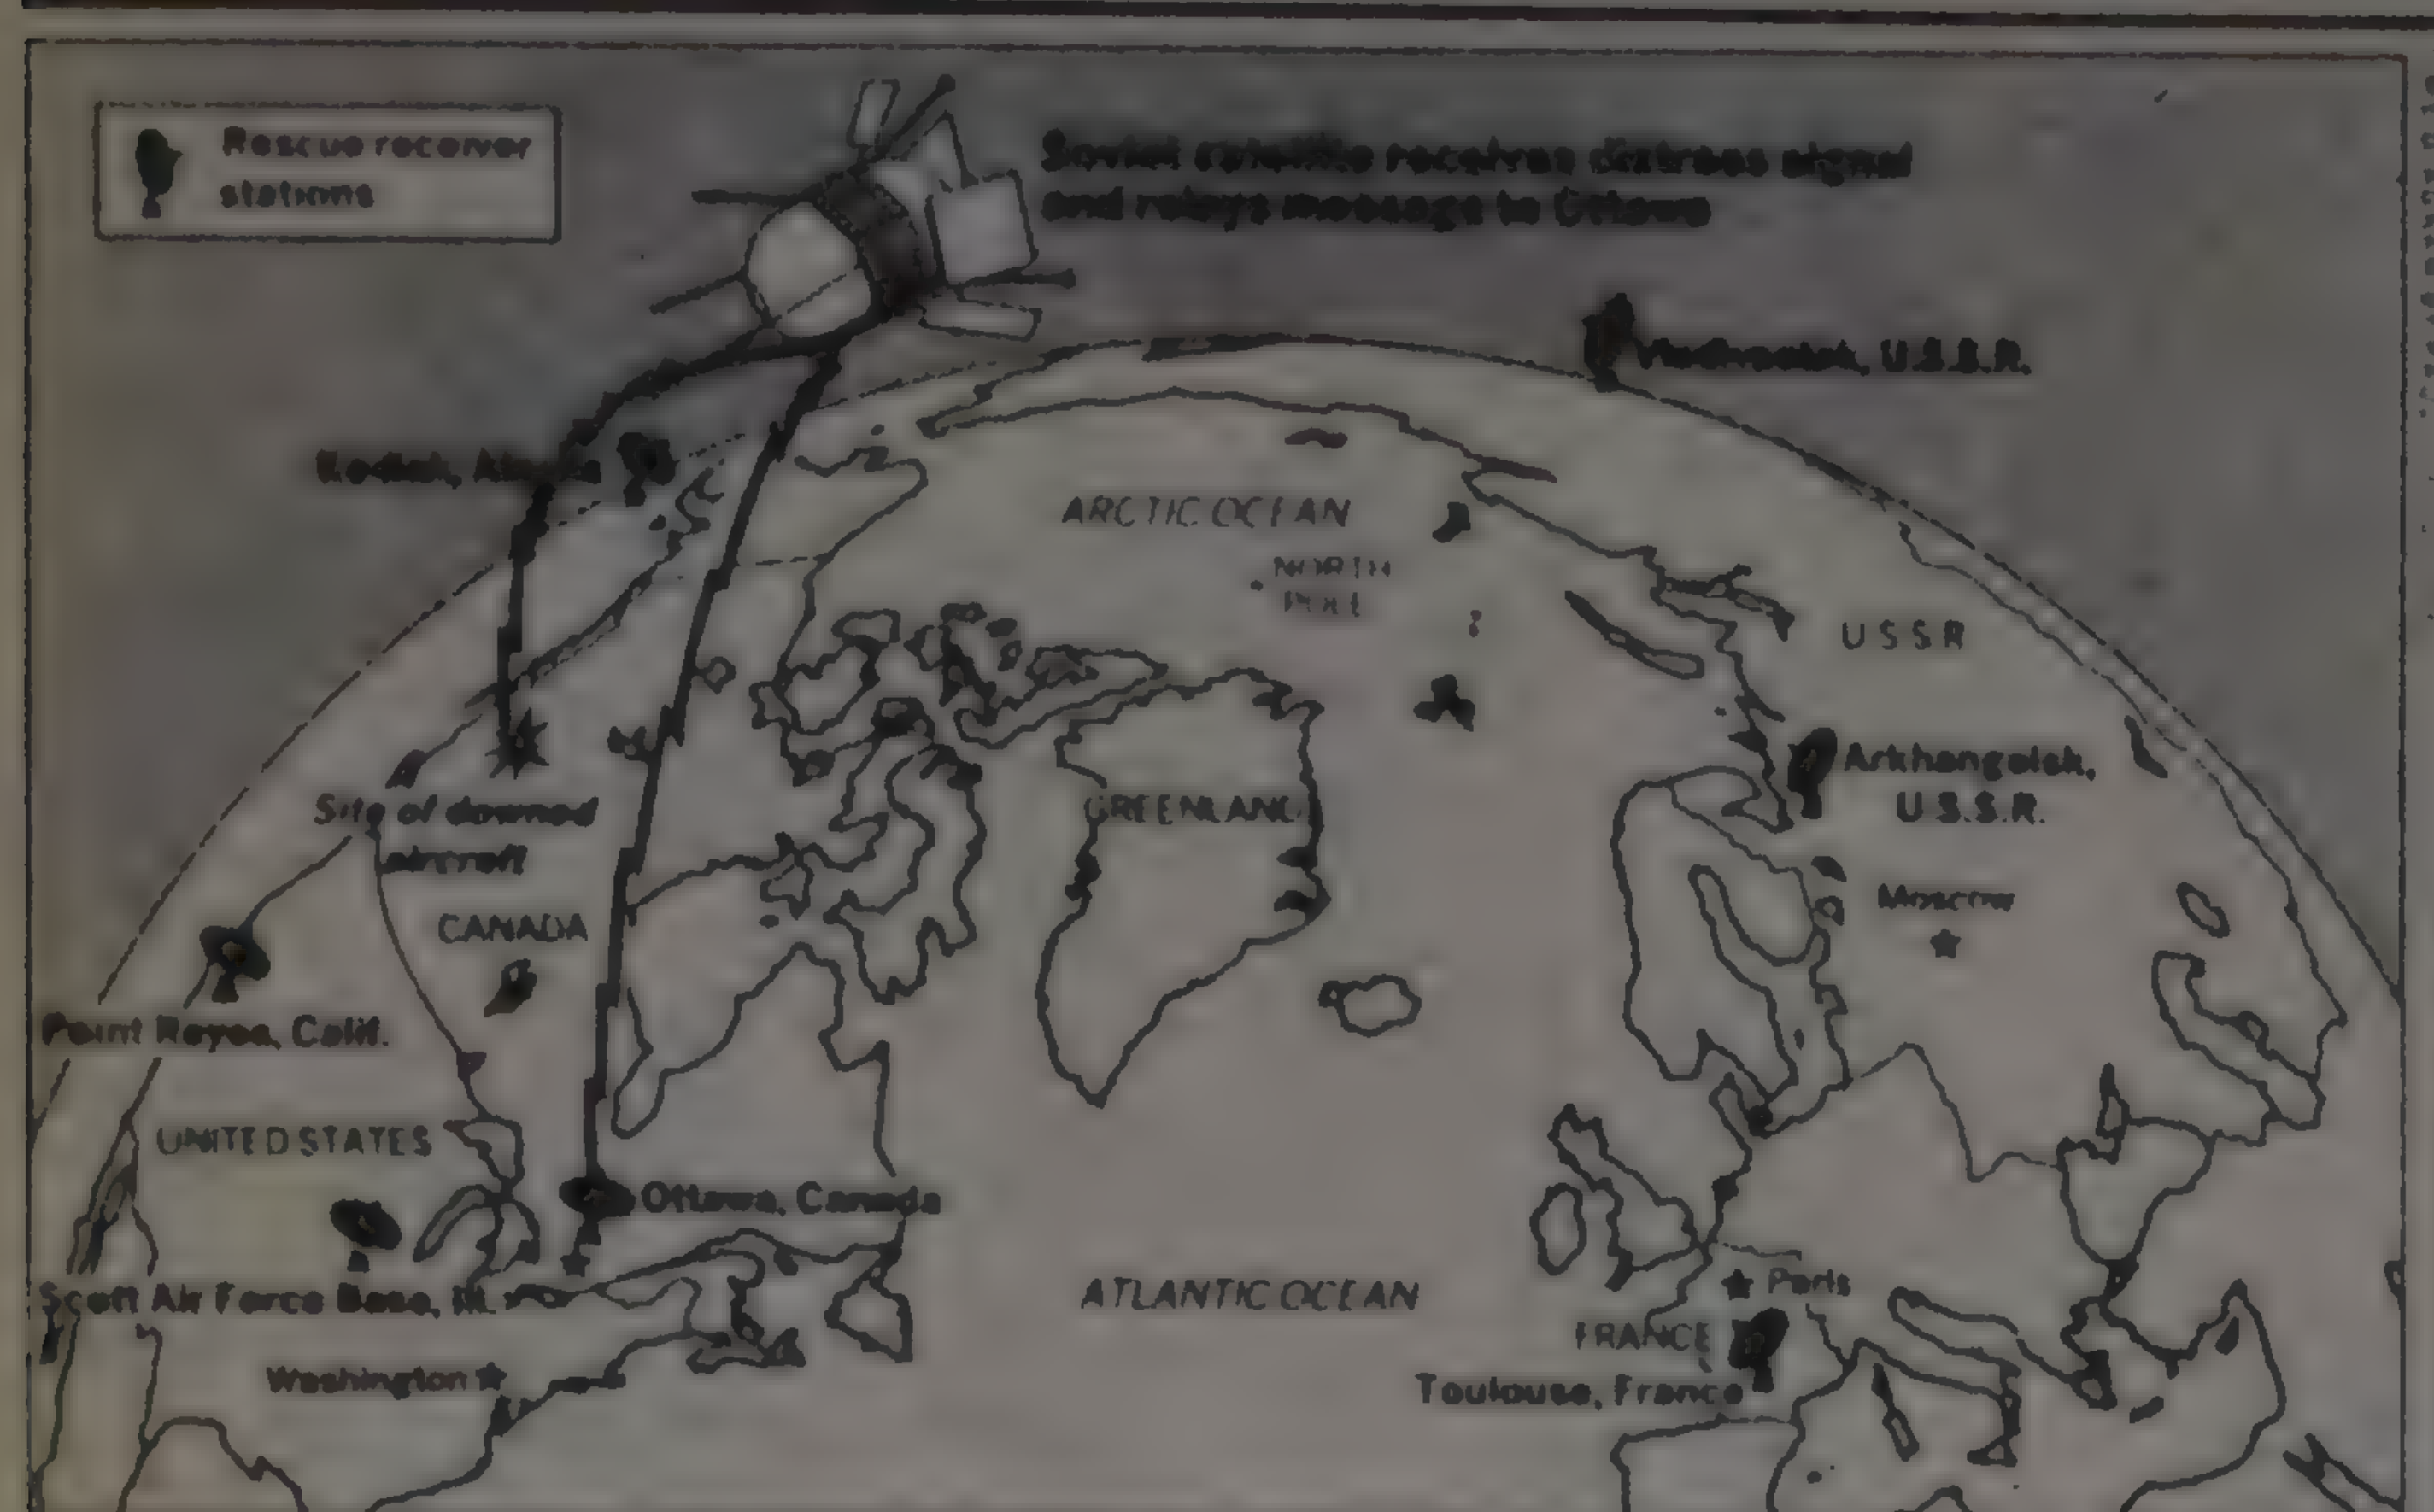 Rescue receiver
stations
Soviet satellite receives distress signal
and relays message to Ottawa
U.S.S.R.
Kodiak, Alaska
ARCTIC OCEAN
NORTH
POLE
USSR
Arkhangelsk,
U.S.S.R.
Site of downed
aircraft
GREENLAND
CANADA
Moscow
Point Reyes, Calif.
UNITED STATES
Ottawa, Canada
Scott Air Force Base, Ill.
ATLANTIC OCEAN
Paris
FRANCE
Toulouse, France
Washington